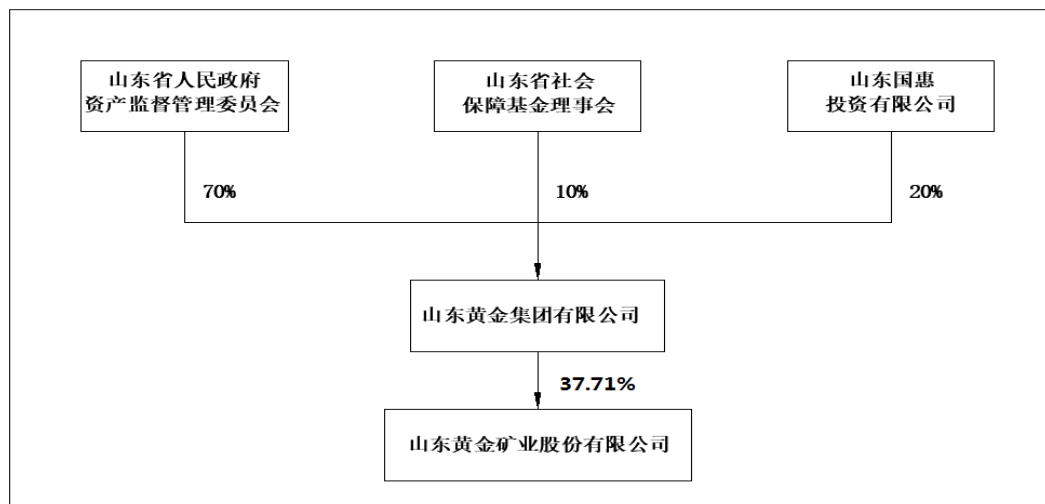 山东省人民政府
资产监督管理委员会
山东省社会
保障基金理事会
山东国惠
投资有限公司
70%
10%
20%
山东黄金集团有限公司
37.71%
山东黄金矿业股份有限公司